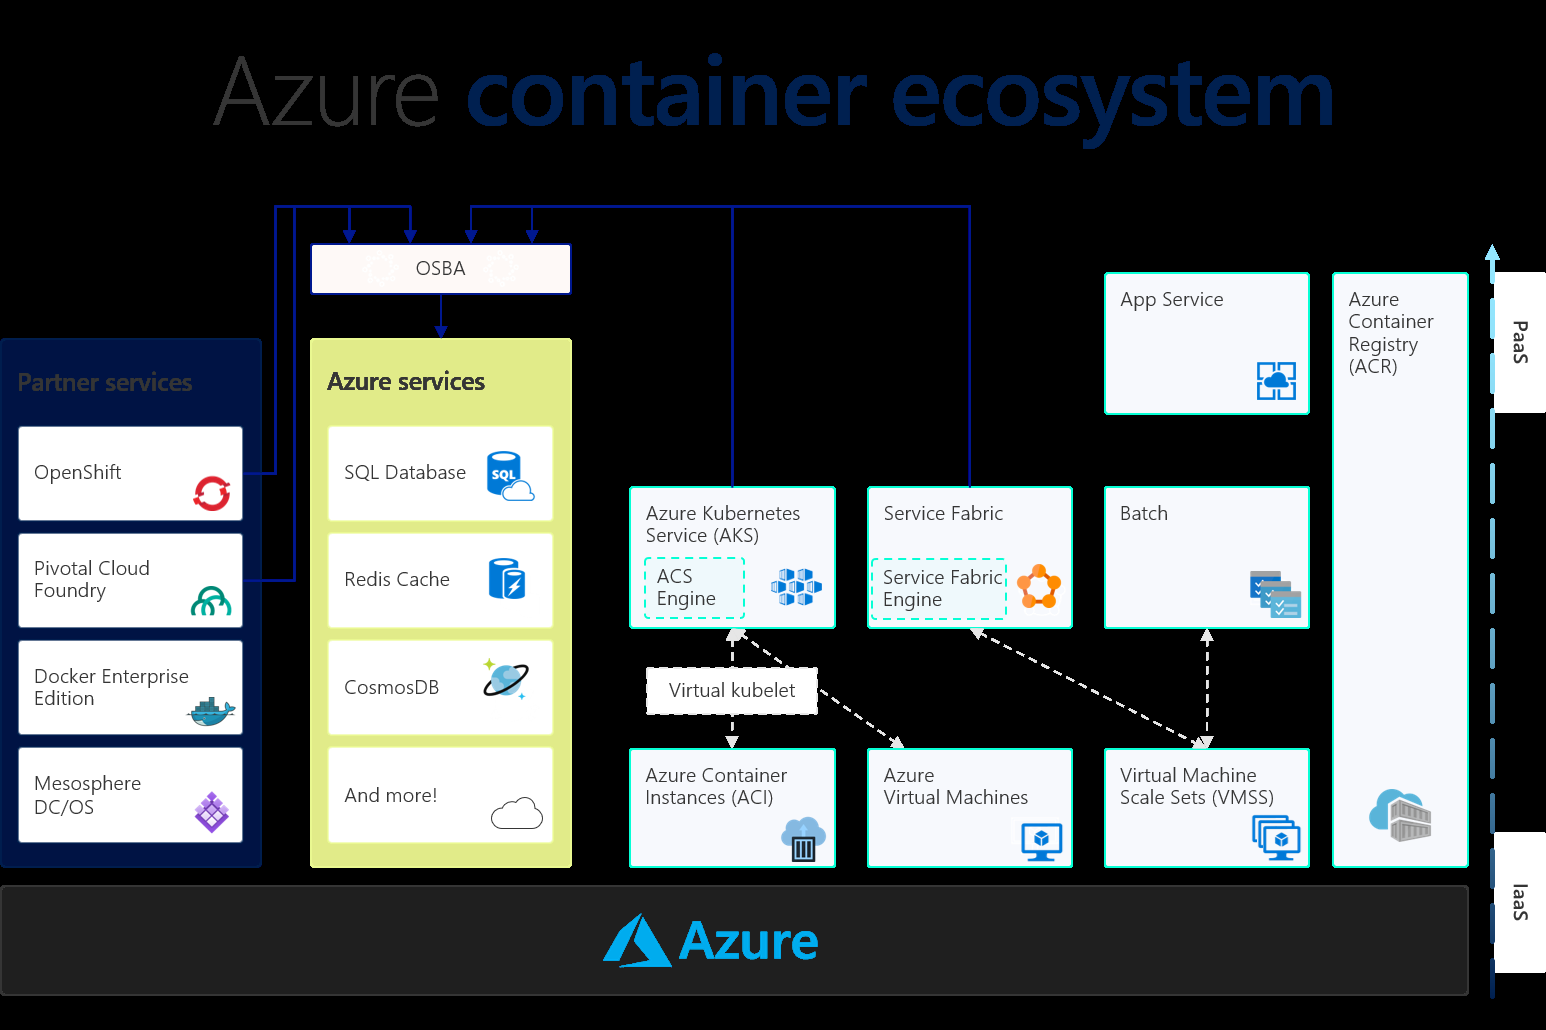 Azure container ecosystem
OSBA
Partner services
OpenShift
Pivotal Cloud
Foundry
Docker Enterprise
Edition
Mesosphere
DC/OS
Azure services
SQL Database
SQL
Redis Cache
CosmosDB
And more!
Azure Kubernetes
Service (AKS)
ACS
Engine
Service Fabric
Service Fabric
Engine
App Service
Batch
Azure
Container
Registry
(ACR)
Virtual kubelet
Azure Container
Instances (ACI)
Azure
Virtual Machines
Virtual Machine
Scale Sets (VMSS)
PaaS
IaaS
Azure